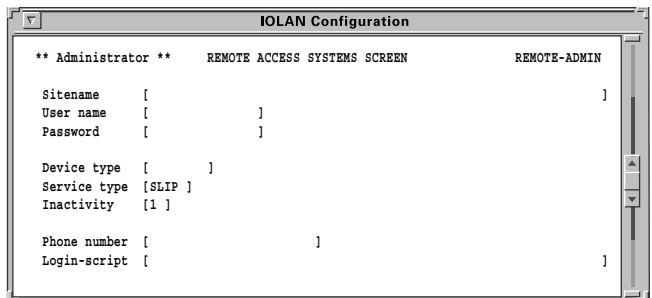 IOLAN Configuration
** Administrator ** REMOTE ACCESS SYSTEMS SCREEN REMOTE-ADMIN
Sitename [ ]
User name [ ]
Password [ ]
Device type [ ]
Service type [SLIP ]
Inactivity [1 ]
Phone number [ ]
Login-script [ ]